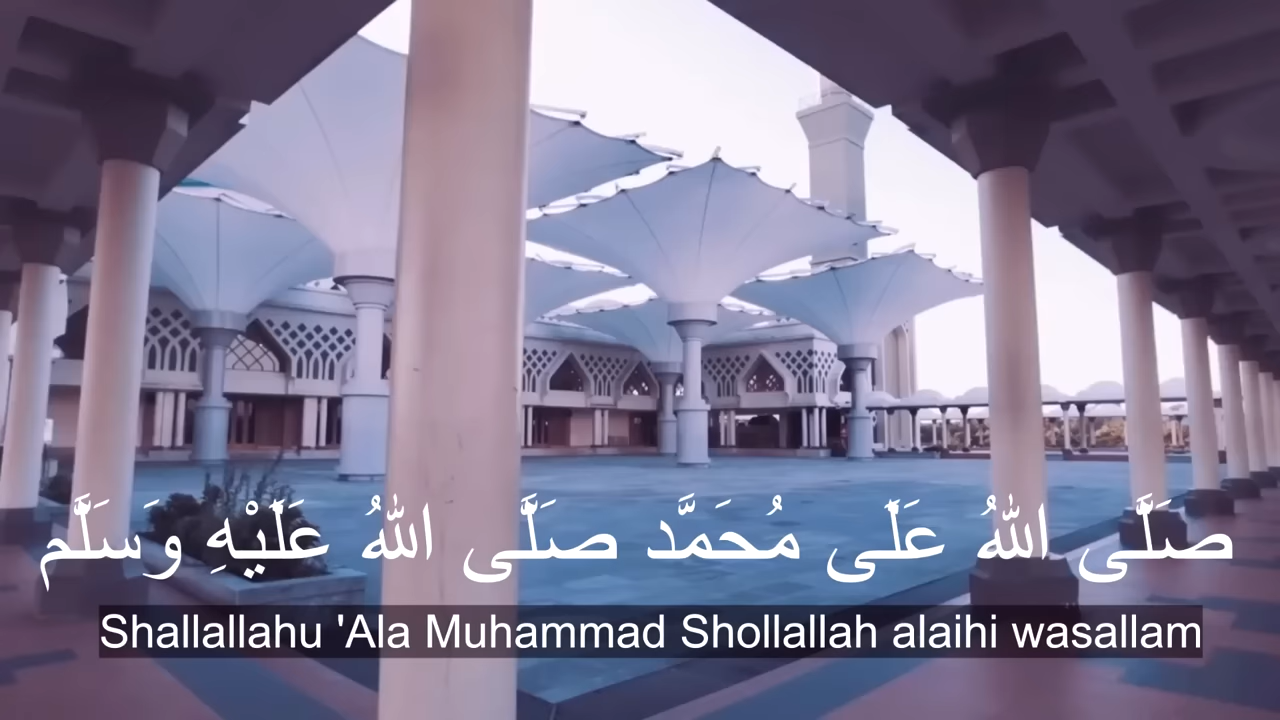 صَلَّى اللهُ عَلَى مُحَمَّد صَلَّى اللهُ عَلَيْهِ وَسَلَّم
Shallallahu 'Ala Muhammad Shollallah alaihi wasallam